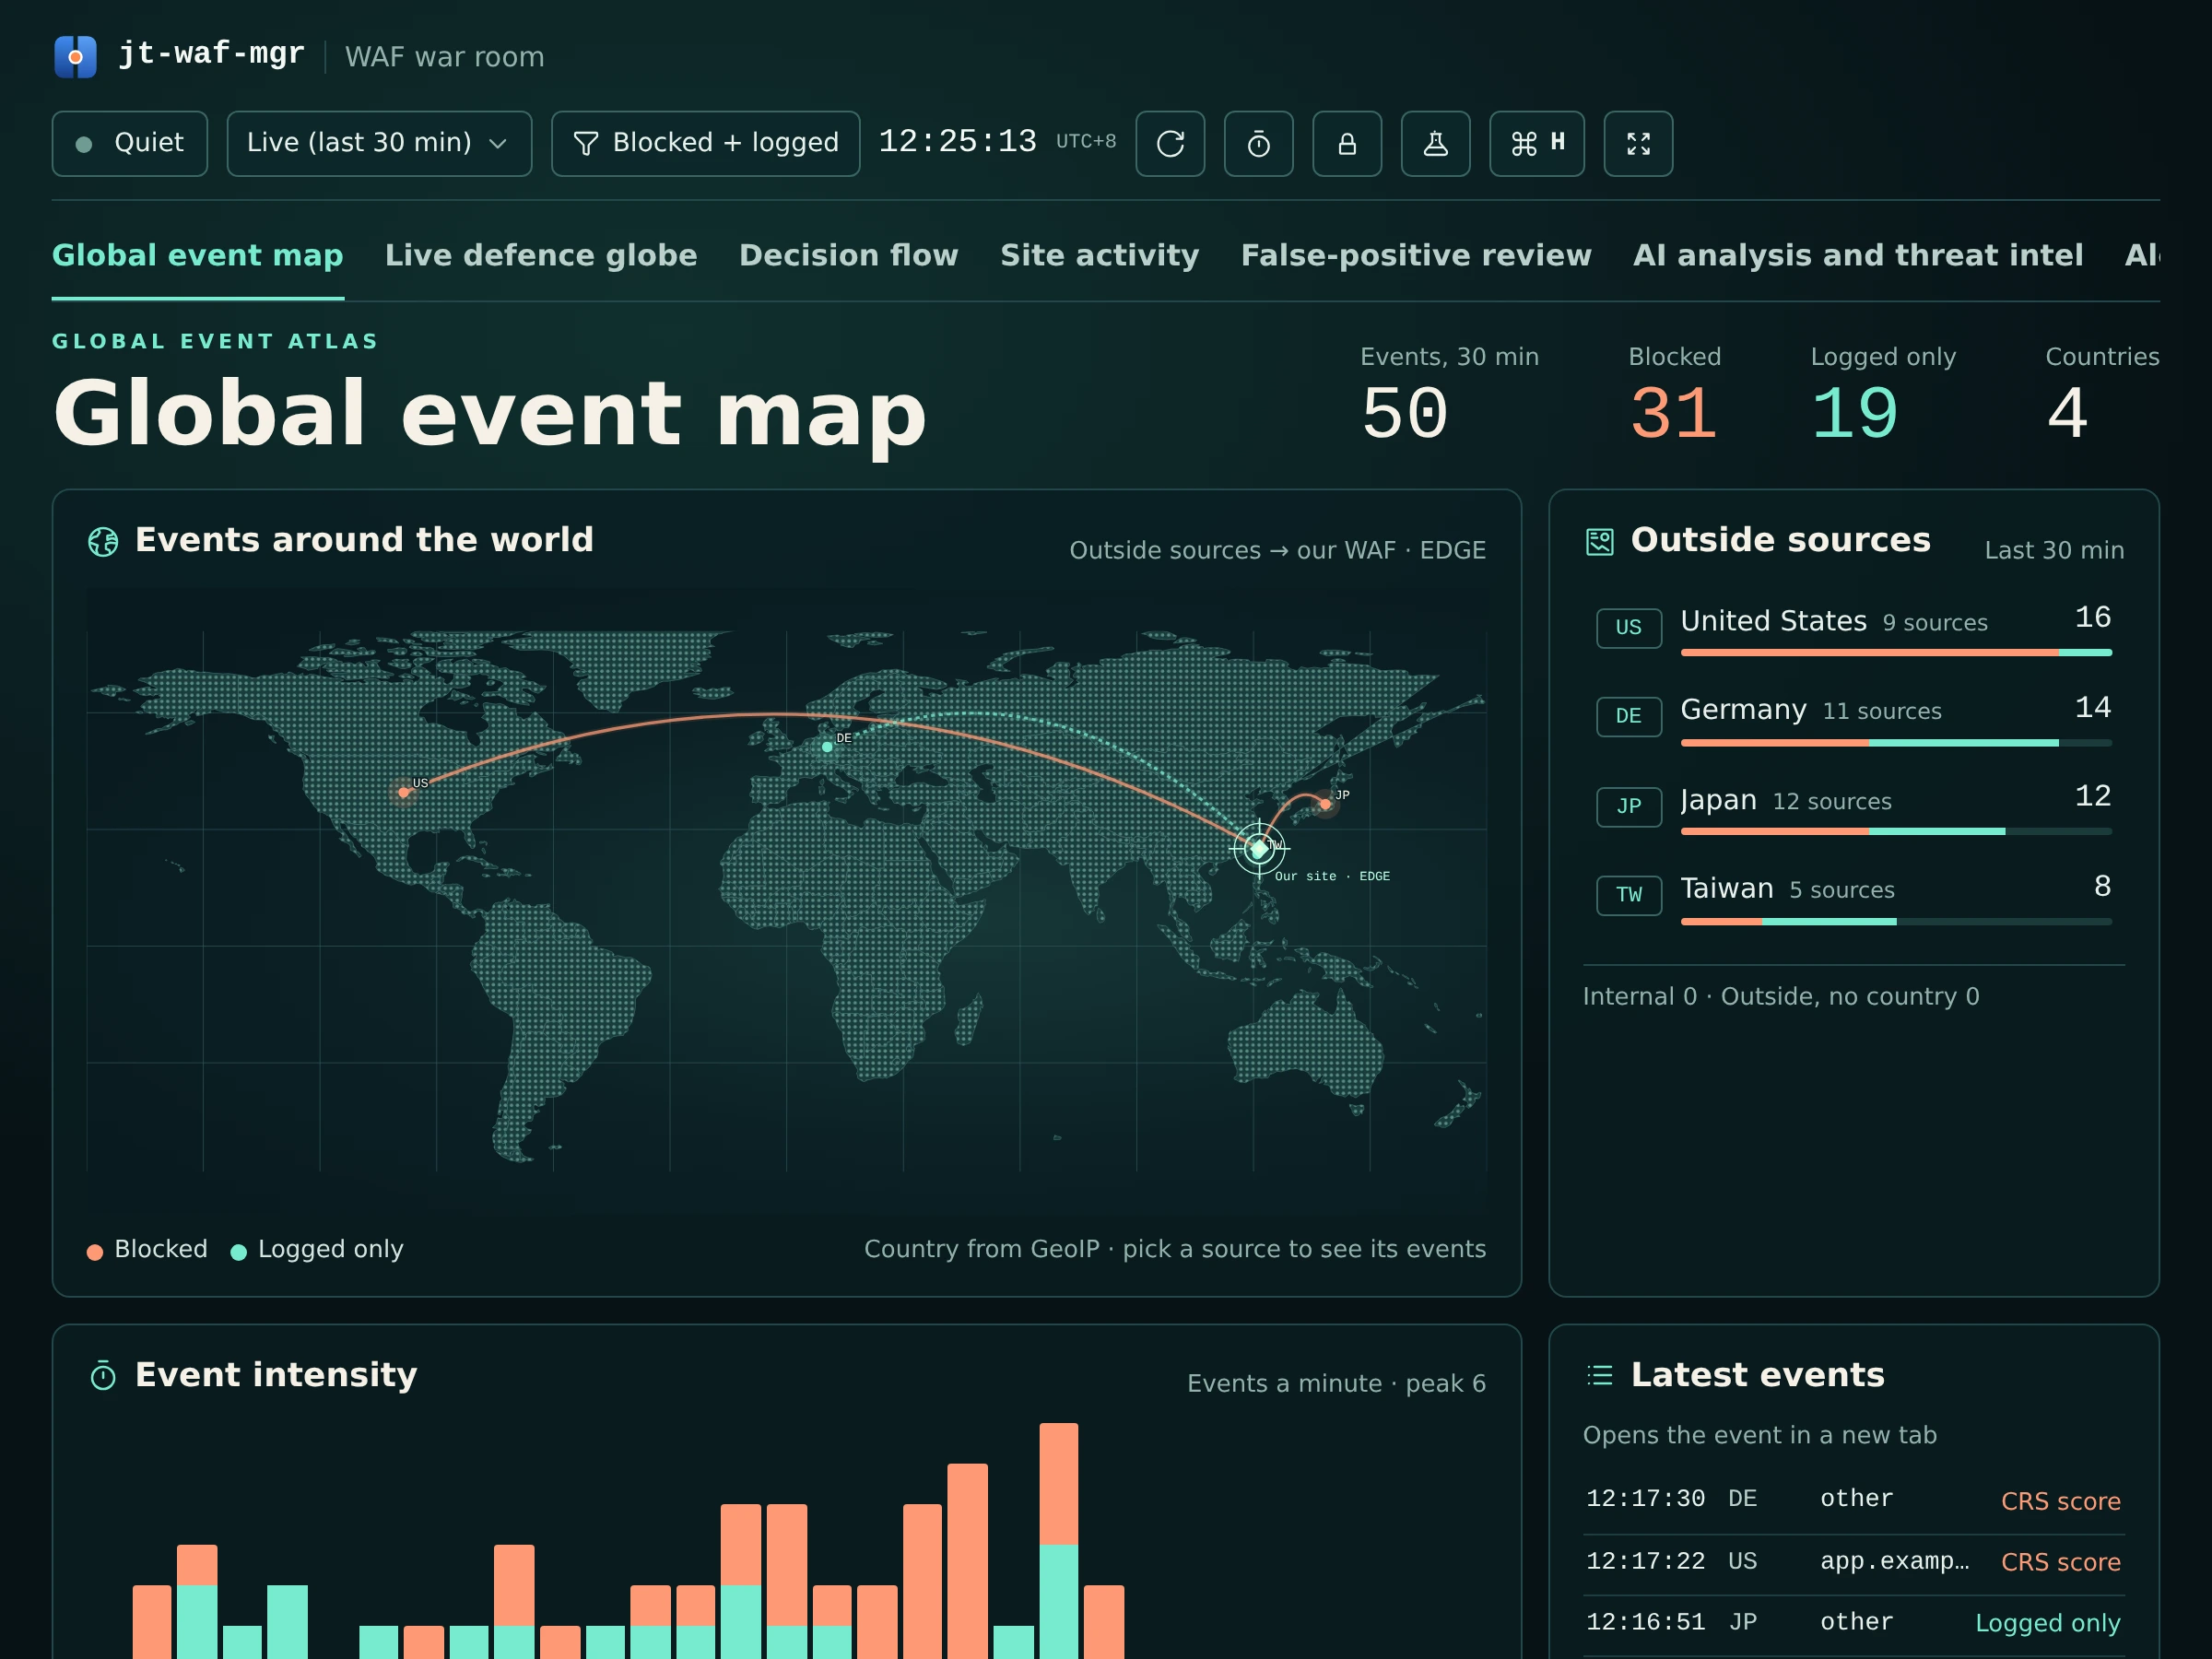 jt-waf-mgr WAF war room
Quiet Live (last 30 min) Blocked + logged 12:25:13 UTC+8 ⌘ H
Global event map Live defence globe Decision flow Site activity False-positive review AI analysis and threat intel
GLOBAL EVENT ATLAS
Global event map
Events, 30 min Blocked Logged only Countries
50 31 19 4
Events around the world Outside sources → our WAF · EDGE
US
DE
JP
TW
Our site · EDGE
Blocked Logged only Country from GeoIP · pick a source to see its events
Outside sources Last 30 min
US United States 9 sources 16
DE Germany 11 sources 14
JP Japan 12 sources 12
TW Taiwan 5 sources 8
Internal 0 · Outside, no country 0
Event intensity Events a minute · peak 6
Latest events
Opens the event in a new tab
12:17:30 DE other CRS score
12:17:22 US app.examp… CRS score
12:16:51 JP other Logged only